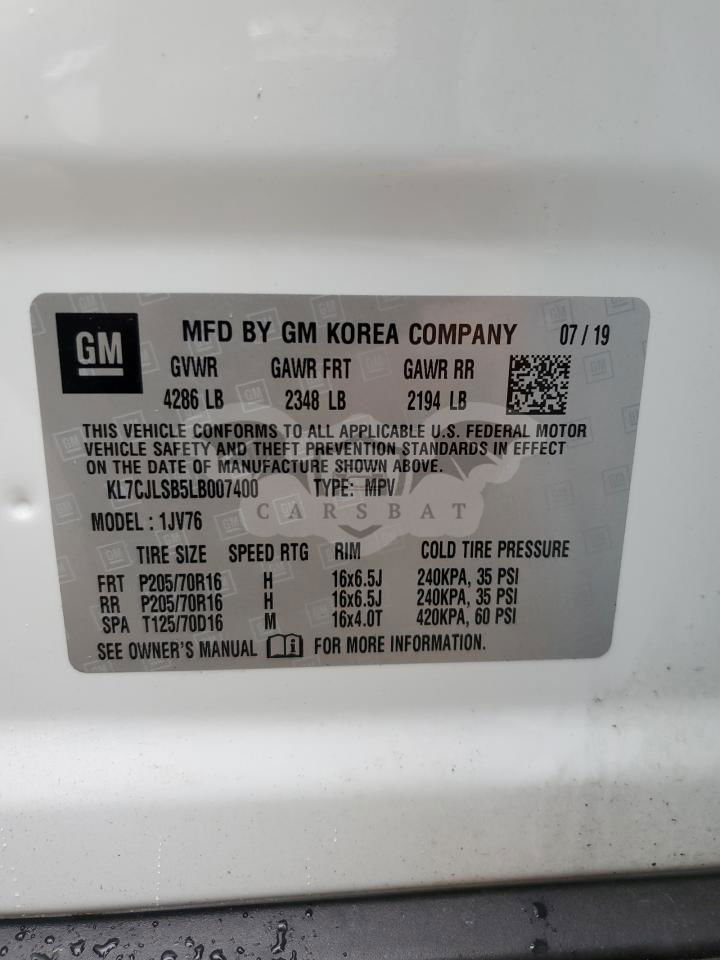 GM MFD BY GM KOREA COMPANY 07 / 19
GVWR GAWR FRT GAWR RR
4286 LB 2348 LB 2194 LB
THIS VEHICLE CONFORMS TO ALL APPLICABLE U.S. FEDERAL MOTOR
VEHICLE SAFETY AND THEFT PREVENTION STANDARDS IN EFFECT
ON THE DATE OF MANUFACTURE SHOWN ABOVE.
KL7CJLSB5LB007400 TYPE: MPV
CARSBAT
MODEL : 1JV76
TIRE SIZE SPEED RTG RIM COLD TIRE PRESSURE
FRT P205/70R16 H 16x6.5J 240KPA, 35 PSI
RR P205/70R16 H 16x6.5J 240KPA, 35 PSI
SPA T125/70D16 M 16x4.0T 420KPA, 60 PSI
SEE OWNER'S MANUAL FOR MORE INFORMATION.